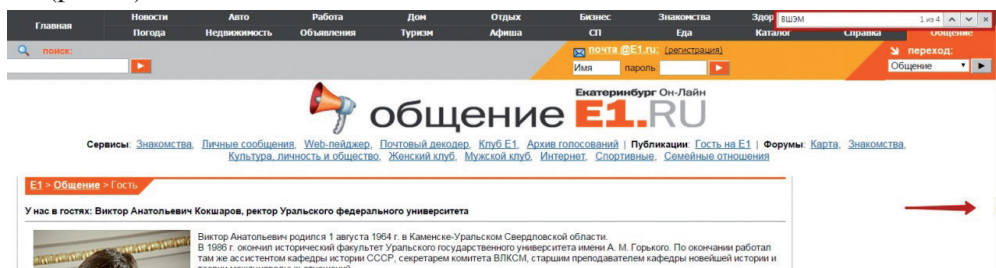 Главная Новости Авто Работа Дом Отдых Бизнес Знакомства Здор ВШЭМ 1 из 4
Погода Недвижимость Объявления Туризм Афиша СП Еда Каталог Справка Общение
поиск: почта @E1.ru: (регистрация) переход:
Имя пароль: Общение
Екатеринбург Он-Лайн
общение E1.RU
Сервисы: Знакомства, Личные сообщения, Web-пейджер, Почтовый декодер, Клуб E1, Архив голосований | Публикации: Гость на E1 | Форумы: Карта, Знакомства,
Культура, личность и общество, Женский клуб, Мужской клуб, Интернет, Спортивные, Семейные отношения
E1 > Общение > Гость
У нас в гостях: Виктор Анатольевич Кокшаров, ректор Уральского федерального университета
Виктор Анатольевич родился 1 августа 1964 г. в Каменске-Уральском Свердловской области.
В 1986 г. окончил исторический факультет Уральского государственного университета имени А. М. Горького. По окончании работал
там же ассистентом кафедры истории СССР, секретарем комитета ВЛКСМ, старшим преподавателем кафедры новейшей истории и